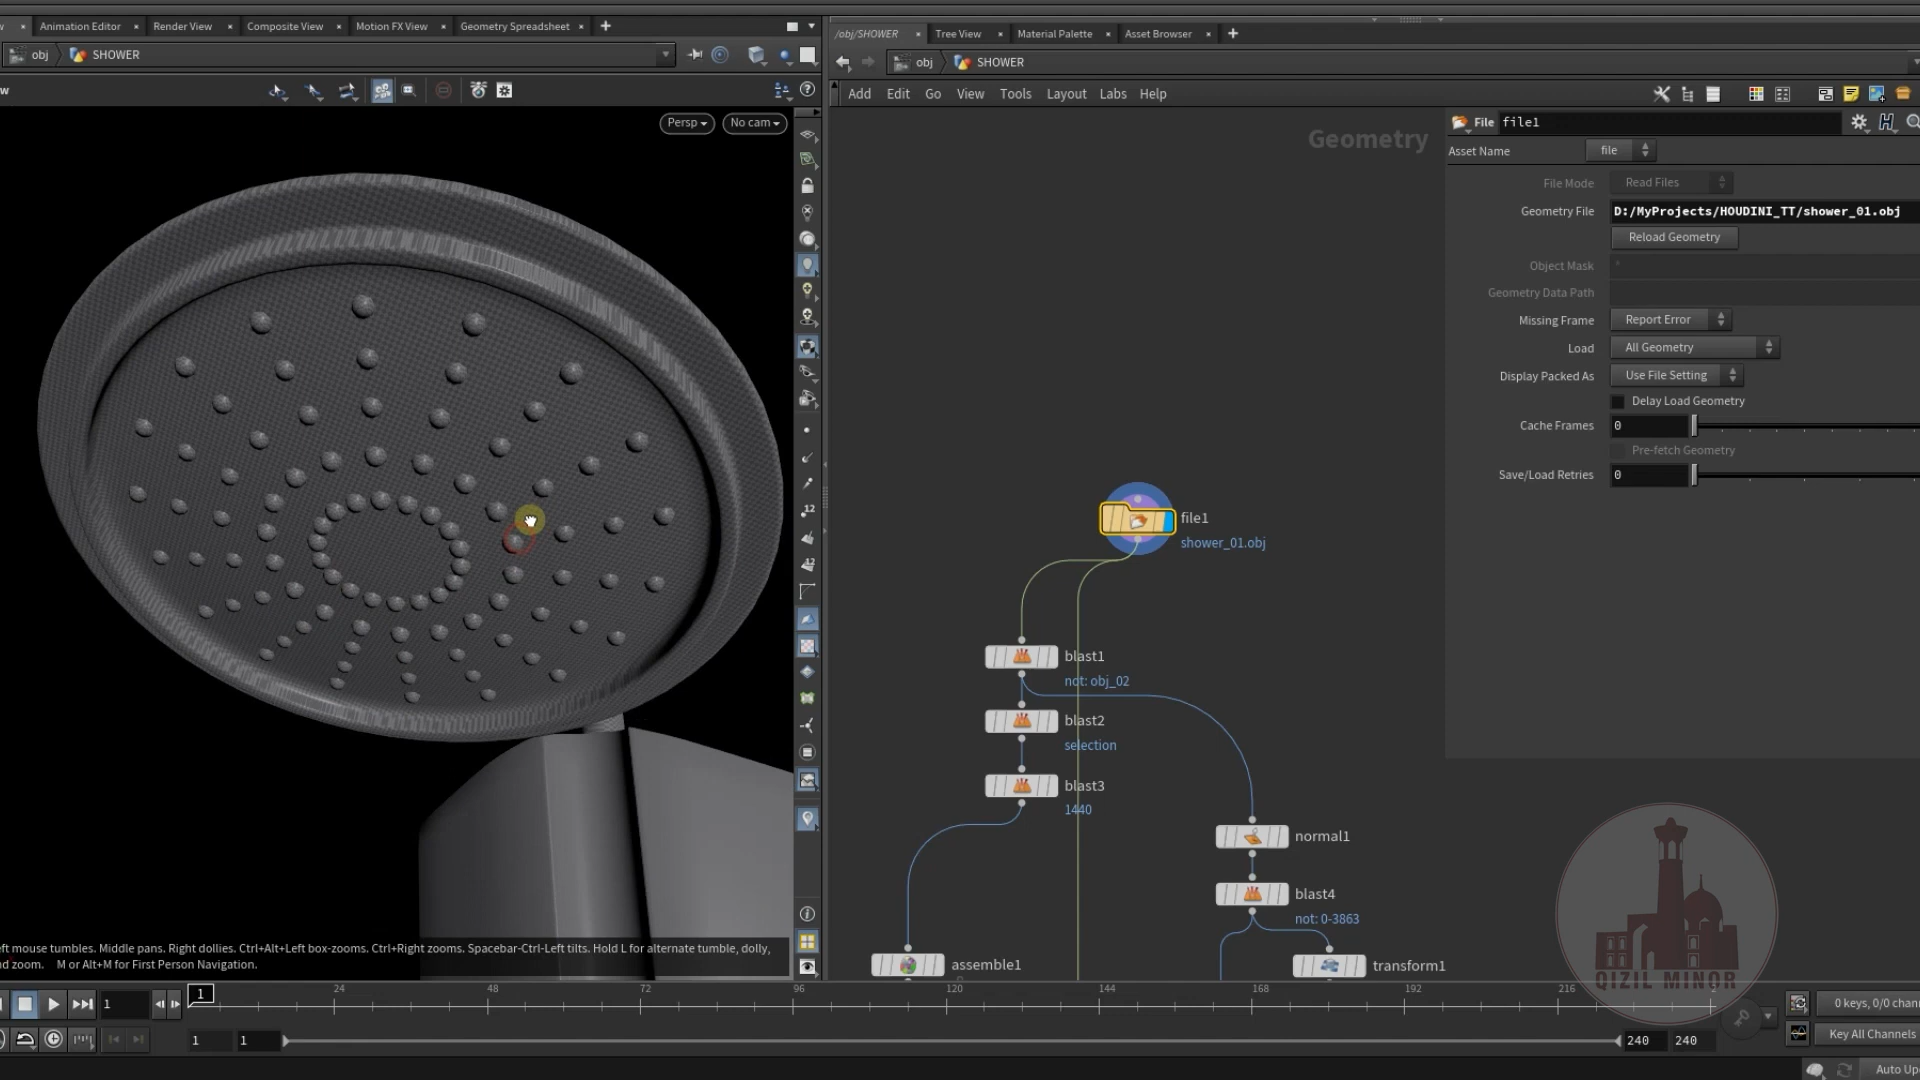 Animation Editor
Render View
Composite View
Motion FX View
Geometry Spreadsheet
obj
SHOWER
Persp
No cam
/obj/SHOWER
Tree View
Material Palette
Asset Browser
obj
SHOWER
Add
Edit
Go
View
Tools
Layout
Labs
Help
Geometry
File
file1
Asset Name
file
File Mode
Read Files
Geometry File
D:/MyProjects/HOUDINI_TT/shower_01.obj
Reload Geometry
Object Mask
*
Geometry Data Path
Missing Frame
Report Error
Load
All Geometry
Display Packed As
Use File Setting
Delay Load Geometry
Cache Frames
0
Pre-fetch Geometry
Save/Load Retries
0
file1
shower_01.obj
blast1
not: obj_02
blast2
selection
blast3
1440
normal1
blast4
not: 0-3863
assemble1
transform1
12
12
eft mouse tumbles. Middle pans. Right dollies. Ctrl+Alt+Left box-zooms. Ctrl+Right zooms. Spacebar-Ctrl-Left tilts. Hold L for alternate tumble, dolly,
nd zoom. M or Alt+M for First Person Navigation.
QIZIL MINOR
1
1
24
48
72
96
120
144
168
192
216
2
0 keys, 0/0 chann
1
1
240
240
Key All Channels
Auto Up